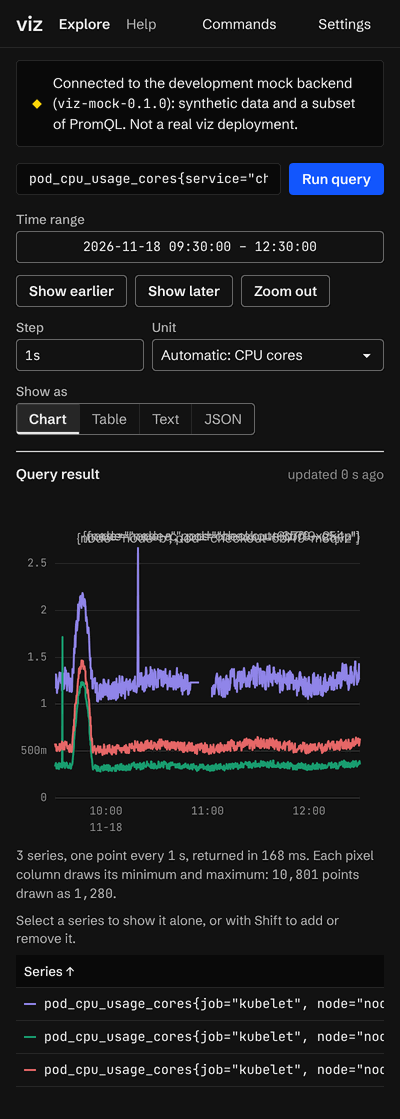 viz Explore Help Commands Settings
Connected to the development mock backend
(viz-mock-0.1.0): synthetic data and a subset
of PromQL. Not a real viz deployment.
pod_cpu_usage_cores{service="ch
Run query
Time range
2026-11-18 09:30:00 – 12:30:00
Show earlier Show later Zoom out
Step Unit
1s Automatic: CPU cores
Show as
Chart Table Text JSON
Query result updated 0 s ago
2.5
2
1.5
1
500m
0
10:00 11:00 12:00
11-18
3 series, one point every 1 s, returned in 168 ms. Each pixel
column draws its minimum and maximum: 10,801 points
drawn as 1,280.
Select a series to show it alone, or with Shift to add or
remove it.
Series ↑
pod_cpu_usage_cores{job="kubelet", node="nod
pod_cpu_usage_cores{job="kubelet", node="nod
pod_cpu_usage_cores{job="kubelet", node="nod